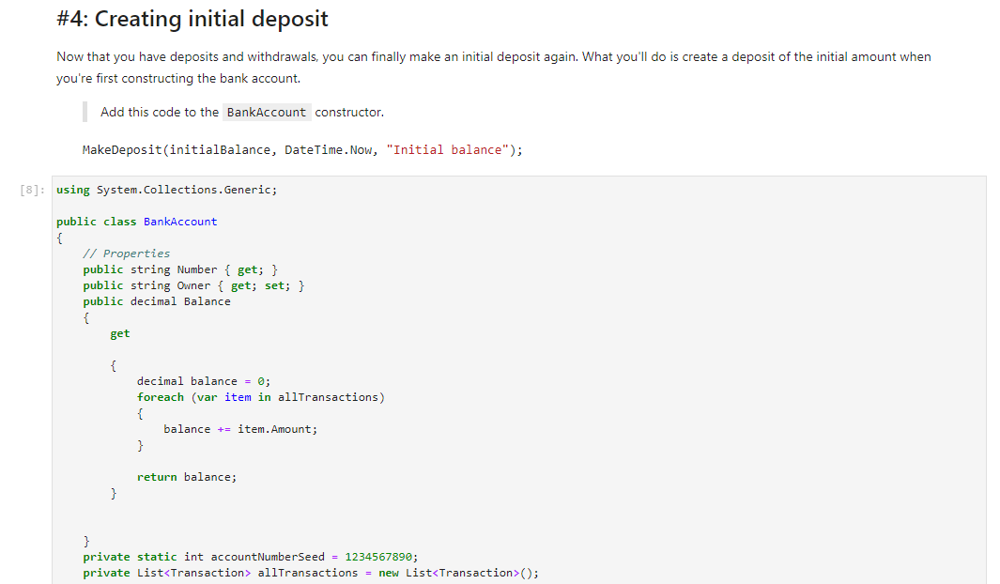 #4: Creating initial deposit
Now that you have deposits and withdrawals, you can finally make an initial deposit again. What you'll do is create a deposit of the initial amount when
you're first constructing the bank account.
Add this code to the BankAccount constructor.
MakeDeposit(initialBalance, DateTime.Now, "Initial balance");
[8]: using System.Collections.Generic;
public class BankAccount
{
// Properties
public string Number { get; }
public string Owner { get; set; }
public decimal Balance
{
get
{
decimal balance = 0;
foreach (var item in allTransactions)
{
balance += item.Amount;
}
return balance;
}
}
private static int accountNumberSeed = 1234567890;
private List<Transaction> allTransactions = new List<Transaction>();